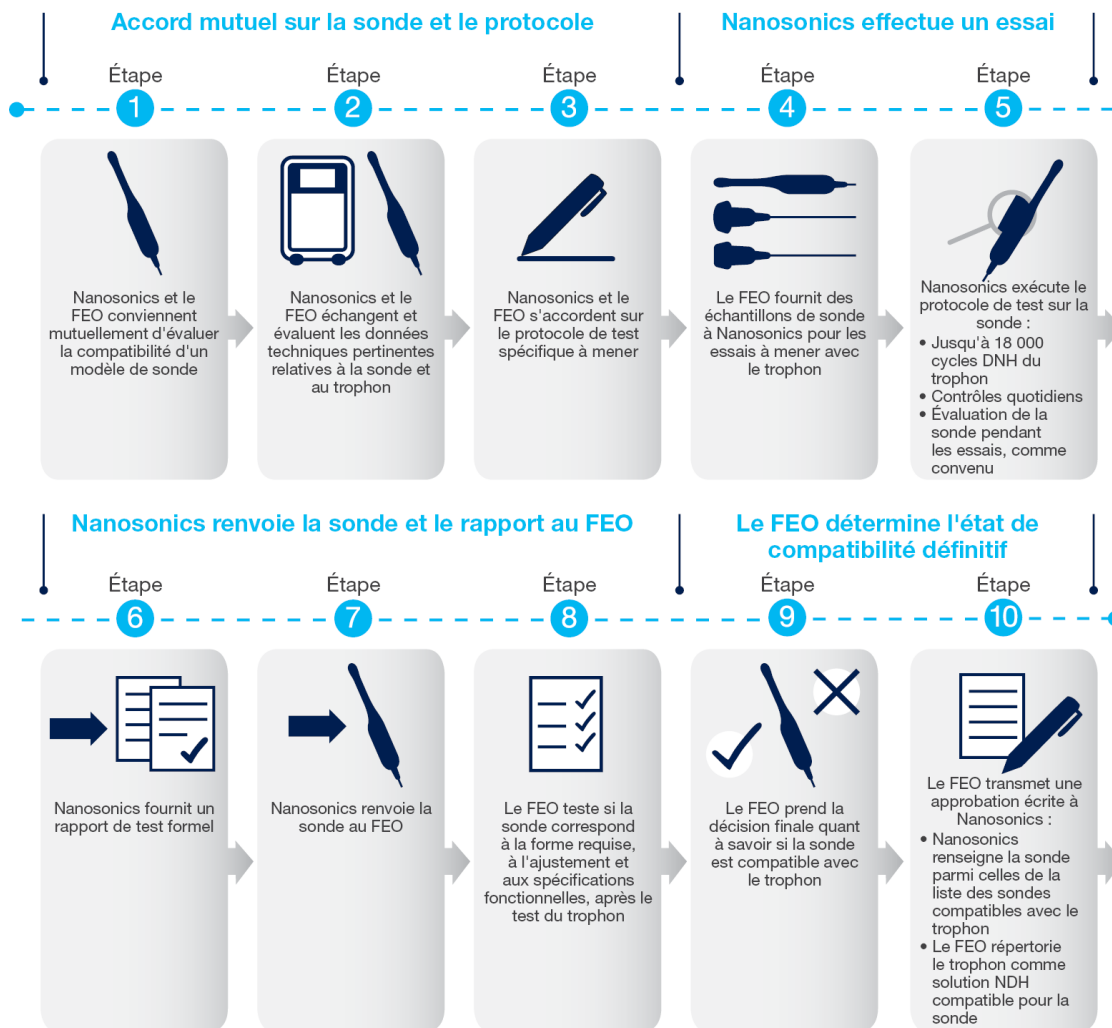 Accord mutuel sur la sonde et le protocole
Nanosonics effectue un essai
Étape
1
Étape
2
Étape
3
Étape
4
Étape
5
Nanosonics et le
FEO conviennent
mutuellement d'évaluer
la compatibilité d'un
modèle de sonde
Nanosonics et le
FEO échangent et
évaluent les données
techniques pertinentes
relatives à la sonde et
au trophon
Nanosonics et le
FEO s'accordent sur
le protocole de test
spécifique à mener
Le FEO fournit des
échantillons de sonde
à Nanosonics pour les
essais à mener avec
le trophon
Nanosonics exécute le
protocole de test sur la
sonde :
• Jusqu'à 18 000
cycles DNH du
trophon
• Contrôles quotidiens
• Évaluation de la
sonde pendant
les essais, comme
convenu
Nanosonics renvoie la sonde et le rapport au FEO
Le FEO détermine l'état de
compatibilité définitif
Étape
6
Étape
7
Étape
8
Étape
9
Étape
10
Nanosonics fournit un
rapport de test formel
Nanosonics renvoie la
sonde au FEO
Le FEO teste si la
sonde correspond
à la forme requise,
à l'ajustement et
aux spécifications
fonctionnelles, après le
test du trophon
Le FEO prend la
décision finale quant
à savoir si la sonde
est compatible avec
le trophon
Le FEO transmet une
approbation écrite à
Nanosonics :
• Nanosonics
renseigne la sonde
parmi celles de la
liste des sondes
compatibles avec le
trophon
• Le FEO répertorie
le trophon comme
solution NDH
compatible pour la
sonde